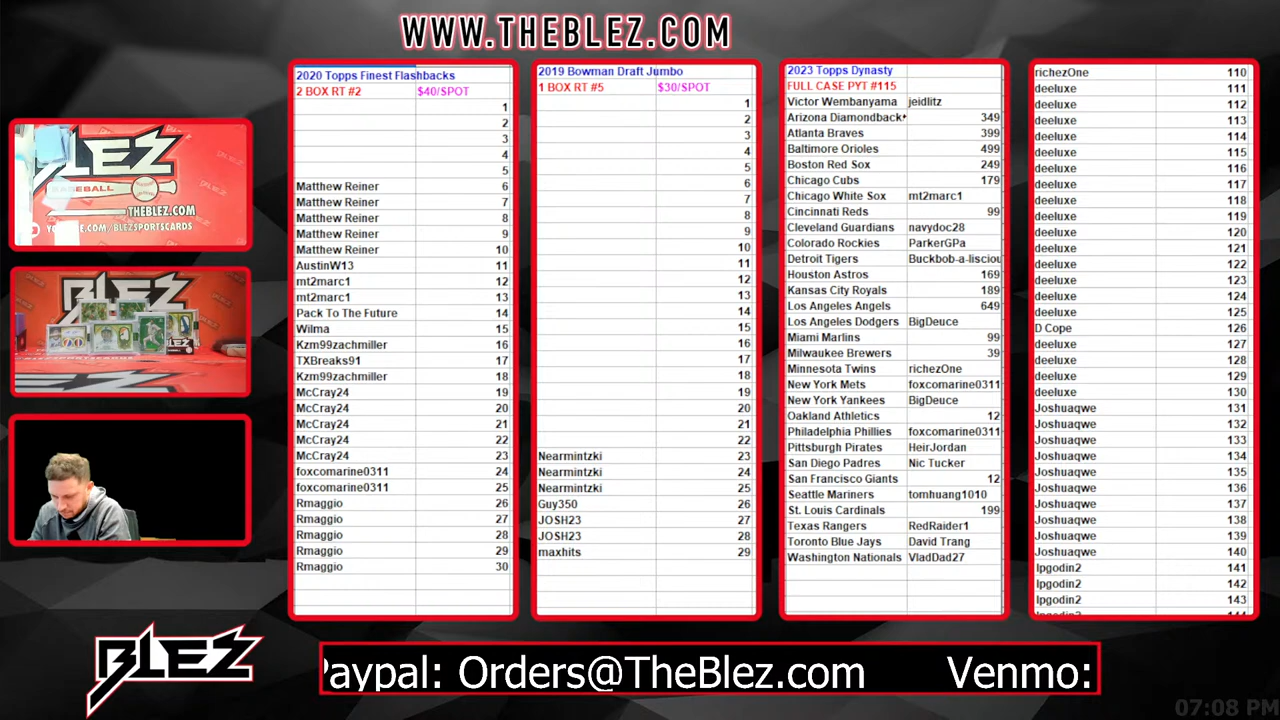 WWW.THEBLEZ.COM
BLEZ
BASEBALL
THEBLEZ.COM
2020 Topps Finest Flashbacks
2 BOX RT #2 $40/SPOT
1
2
3
4
5
Matthew Reiner 6
Matthew Reiner 7
Matthew Reiner 8
Matthew Reiner 9
Matthew Reiner 10
AustinW13 11
mt2marc1 12
mt2marc1 13
Pack To The Future 14
Wilma 15
Kzm99zachmiller 16
TXBreaks91 17
Kzm99zachmiller 18
McCray24 19
McCray24 20
McCray24 21
McCray24 22
McCray24 23
foxcomarine0311 24
foxcomarine0311 25
Rmaggio 26
Rmaggio 27
Rmaggio 28
Rmaggio 29
Rmaggio 30
2019 Bowman Draft Jumbo
1 BOX RT #5 $30/SPOT
1
2
3
4
5
6
7
8
9
10
11
12
13
14
15
16
17
18
19
20
21
22
Nearmintzki 23
Nearmintzki 24
Nearmintzki 25
Guy350 26
JOSH23 27
JOSH23 28
maxhits 29
2023 Topps Dynasty
FULL CASE PYT #115
Victor Wembanyama jeidlitz
Arizona Diamondback 349
Atlanta Braves 399
Baltimore Orioles 499
Boston Red Sox 249
Chicago Cubs 179
Chicago White Sox mt2marc1
Cincinnati Reds 99
Cleveland Guardians navydoc28
Colorado Rockies ParkerGPa
Detroit Tigers Buckbob-a-lisciou
Houston Astros 169
Kansas City Royals 189
Los Angeles Angels 649
Los Angeles Dodgers BigDeuce
Miami Marlins 99
Milwaukee Brewers 39
Minnesota Twins richezOne
New York Mets foxcomarine0311
New York Yankees BigDeuce
Oakland Athletics 12
Philadelphia Phillies foxcomarine0311
Pittsburgh Pirates HeirJordan
San Diego Padres Nic Tucker
San Francisco Giants 12
Seattle Mariners tomhuang1010
St. Louis Cardinals 199
Texas Rangers RedRaider1
Toronto Blue Jays David Trang
Washington Nationals VladDad27
richezOne 110
deeluxe 111
deeluxe 112
deeluxe 113
deeluxe 114
deeluxe 115
deeluxe 116
deeluxe 117
deeluxe 118
deeluxe 119
deeluxe 120
deeluxe 121
deeluxe 122
deeluxe 123
deeluxe 124
deeluxe 125
D Cope 126
deeluxe 127
deeluxe 128
deeluxe 129
deeluxe 130
Joshuaqwe 131
Joshuaqwe 132
Joshuaqwe 133
Joshuaqwe 134
Joshuaqwe 135
Joshuaqwe 136
Joshuaqwe 137
Joshuaqwe 138
Joshuaqwe 139
Joshuaqwe 140
lpgodin2 141
lpgodin2 142
lpgodin2 143
BLEZ
Paypal: Orders@TheBlez.com Venmo:
07:08 PM